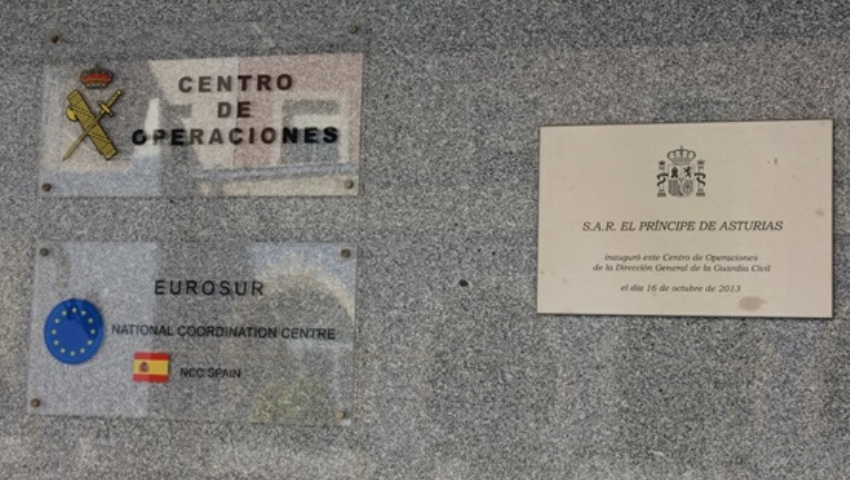 CENTRO
DE
OPERACIONES
EUROSUR
NATIONAL COORDINATION CENTRE
NCC SPAIN
S.A.R. EL PRÍNCIPE DE ASTURIAS
inauguró este Centro de Operaciones
de la Dirección General de la Guardia Civil
el día 16 de octubre de 2013